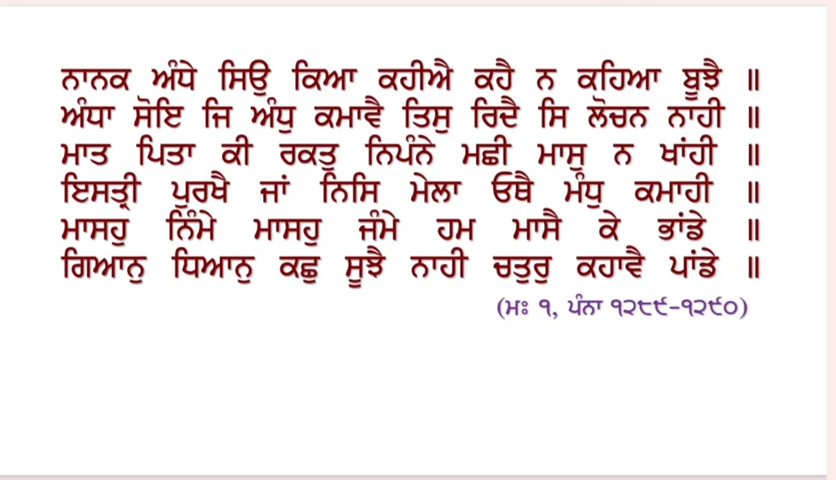 ਨਾਨਕ ਅੰਧੇ ਸਿਉ ਕਿਆ ਕਹੀਐ ਕਹੈ ਨ ਕਹਿਆ ਬੂਝੈ ॥
ਅੰਧਾ ਸੋਇ ਜਿ ਅੰਧੁ ਕਮਾਵੈ ਤਿਸੁ ਰਿਦੈ ਸਿ ਲੋਚਨ ਨਾਹੀ ॥
ਮਾਤ ਪਿਤਾ ਕੀ ਰਕਤੁ ਨਿਪੰਨੇ ਮਛੀ ਮਾਸੁ ਨ ਖਾਂਹੀ ॥
ਇਸਤ੍ਰੀ ਪੁਰਖੈ ਜਾਂ ਨਿਸਿ ਮੇਲਾ ਓਥੈ ਮੰਧੁ ਕਮਾਹੀ ॥
ਮਾਸਹੁ ਨਿੰਮੇ ਮਾਸਹੁ ਜੰਮੇ ਹਮ ਮਾਸੈ ਕੇ ਭਾਂਡੇ ॥
ਗਿਆਨੁ ਧਿਆਨੁ ਕਛੁ ਸੂਝੈ ਨਾਹੀ ਚਤੁਰੁ ਕਹਾਵੈ ਪਾਂਡੇ ॥
(ਮਃ ੧, ਪੰਨਾ ੧੨੮੯-੧੨੯੦)